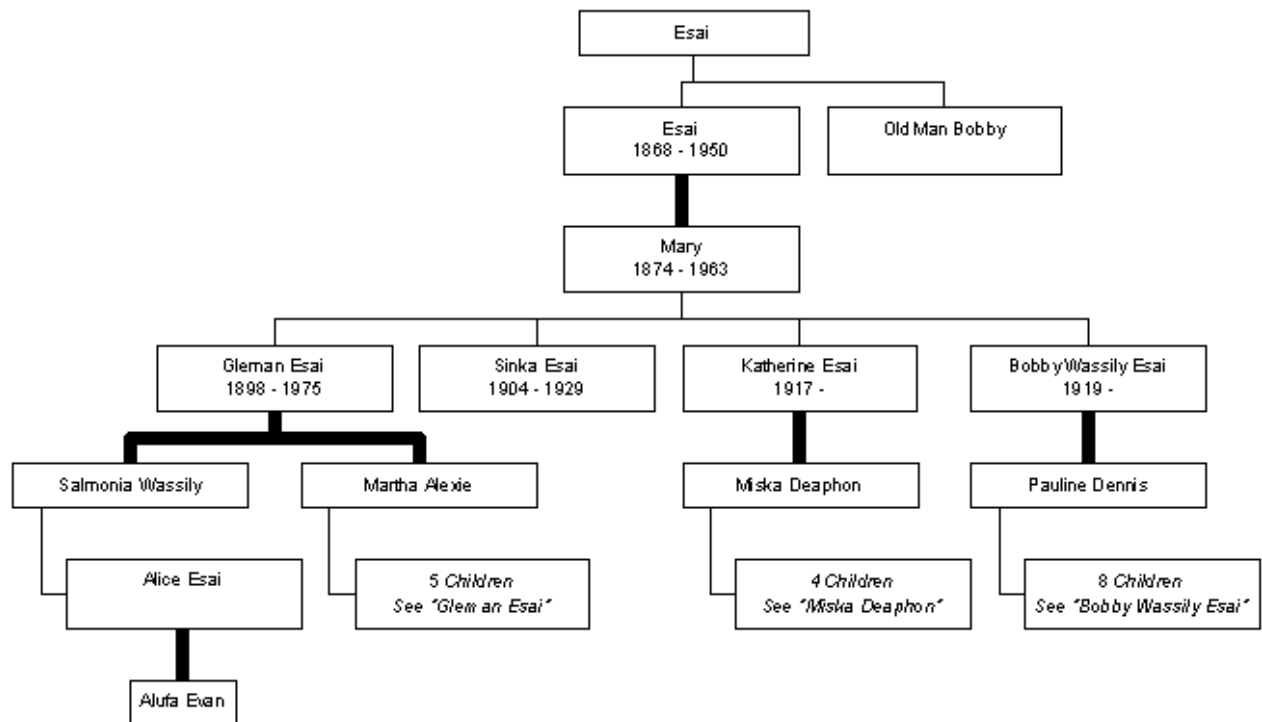 Esai
Esai
1868 - 1950
Old Man Bobby
Mary
1874 - 1963
Gleman Esai
1898 - 1975
Sinka Esai
1904 - 1929
Katherine Esai
1917 -
Bobby Wassily Esai
1919 -
Salmonia Wassily
Martha Alexie
Miska Deaphon
Pauline Dennis
Alice Esai
5 Children
See "Gleman Esai"
4 Children
See "Miska Deaphon"
8 Children
See "Bobby Wassily Esai"
Alufa Evan